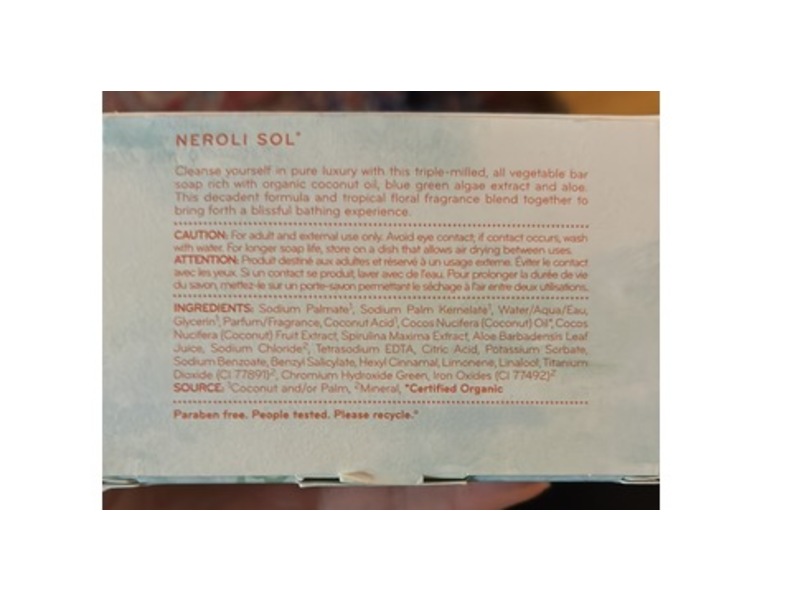 NEROLI SOL*
Cleanse yourself in pure luxury with this triple-milled, all vegetable bar
soap rich with organic coconut oil, blue green algae extract and aloe.
This decadent formula and tropical floral fragrance blend together to
bring forth a blissful bathing experience.
CAUTION: For adult and external use only. Avoid eye contact, if contact occurs, wash
with water. For longer soap life, store on a dish that allows air drying between uses.
ATTENTION: Produit destiné aux adultes et réservé à un usage externe. Éviter le contact
avec les yeux. Si un contact se produit, laver avec de l'eau. Pour prolonger la durée de vie
du savon, mettez-le sur un porte-savon permettant le séchage à l'air entre deux utilisations.
INGREDIENTS: Sodium Palmate¹, Sodium Palm Kernelate¹, Water/Aqua/Eau,
Glycerin¹, Parfum/Fragrance, Coconut Acid¹, Cocos Nucifera (Coconut) Oil*, Cocos
Nucifera (Coconut) Fruit Extract, Spirulina Maxima Extract, Aloe Barbadensis Leaf
Juice, Sodium Chloride², Tetrasodium EDTA, Citric Acid, Potassium Sorbate,
Sodium Benzoate, Benzyl Salicylate, Hexyl Cinnamal, Limonene, Linalool, Titanium
Dioxide (CI 77891)², Chromium Hydroxide Green, Iron Oxides (CI 77492)²
SOURCE: ¹Coconut and/or Palm, ²Mineral, *Certified Organic
Paraben free. People tested. Please recycle.*